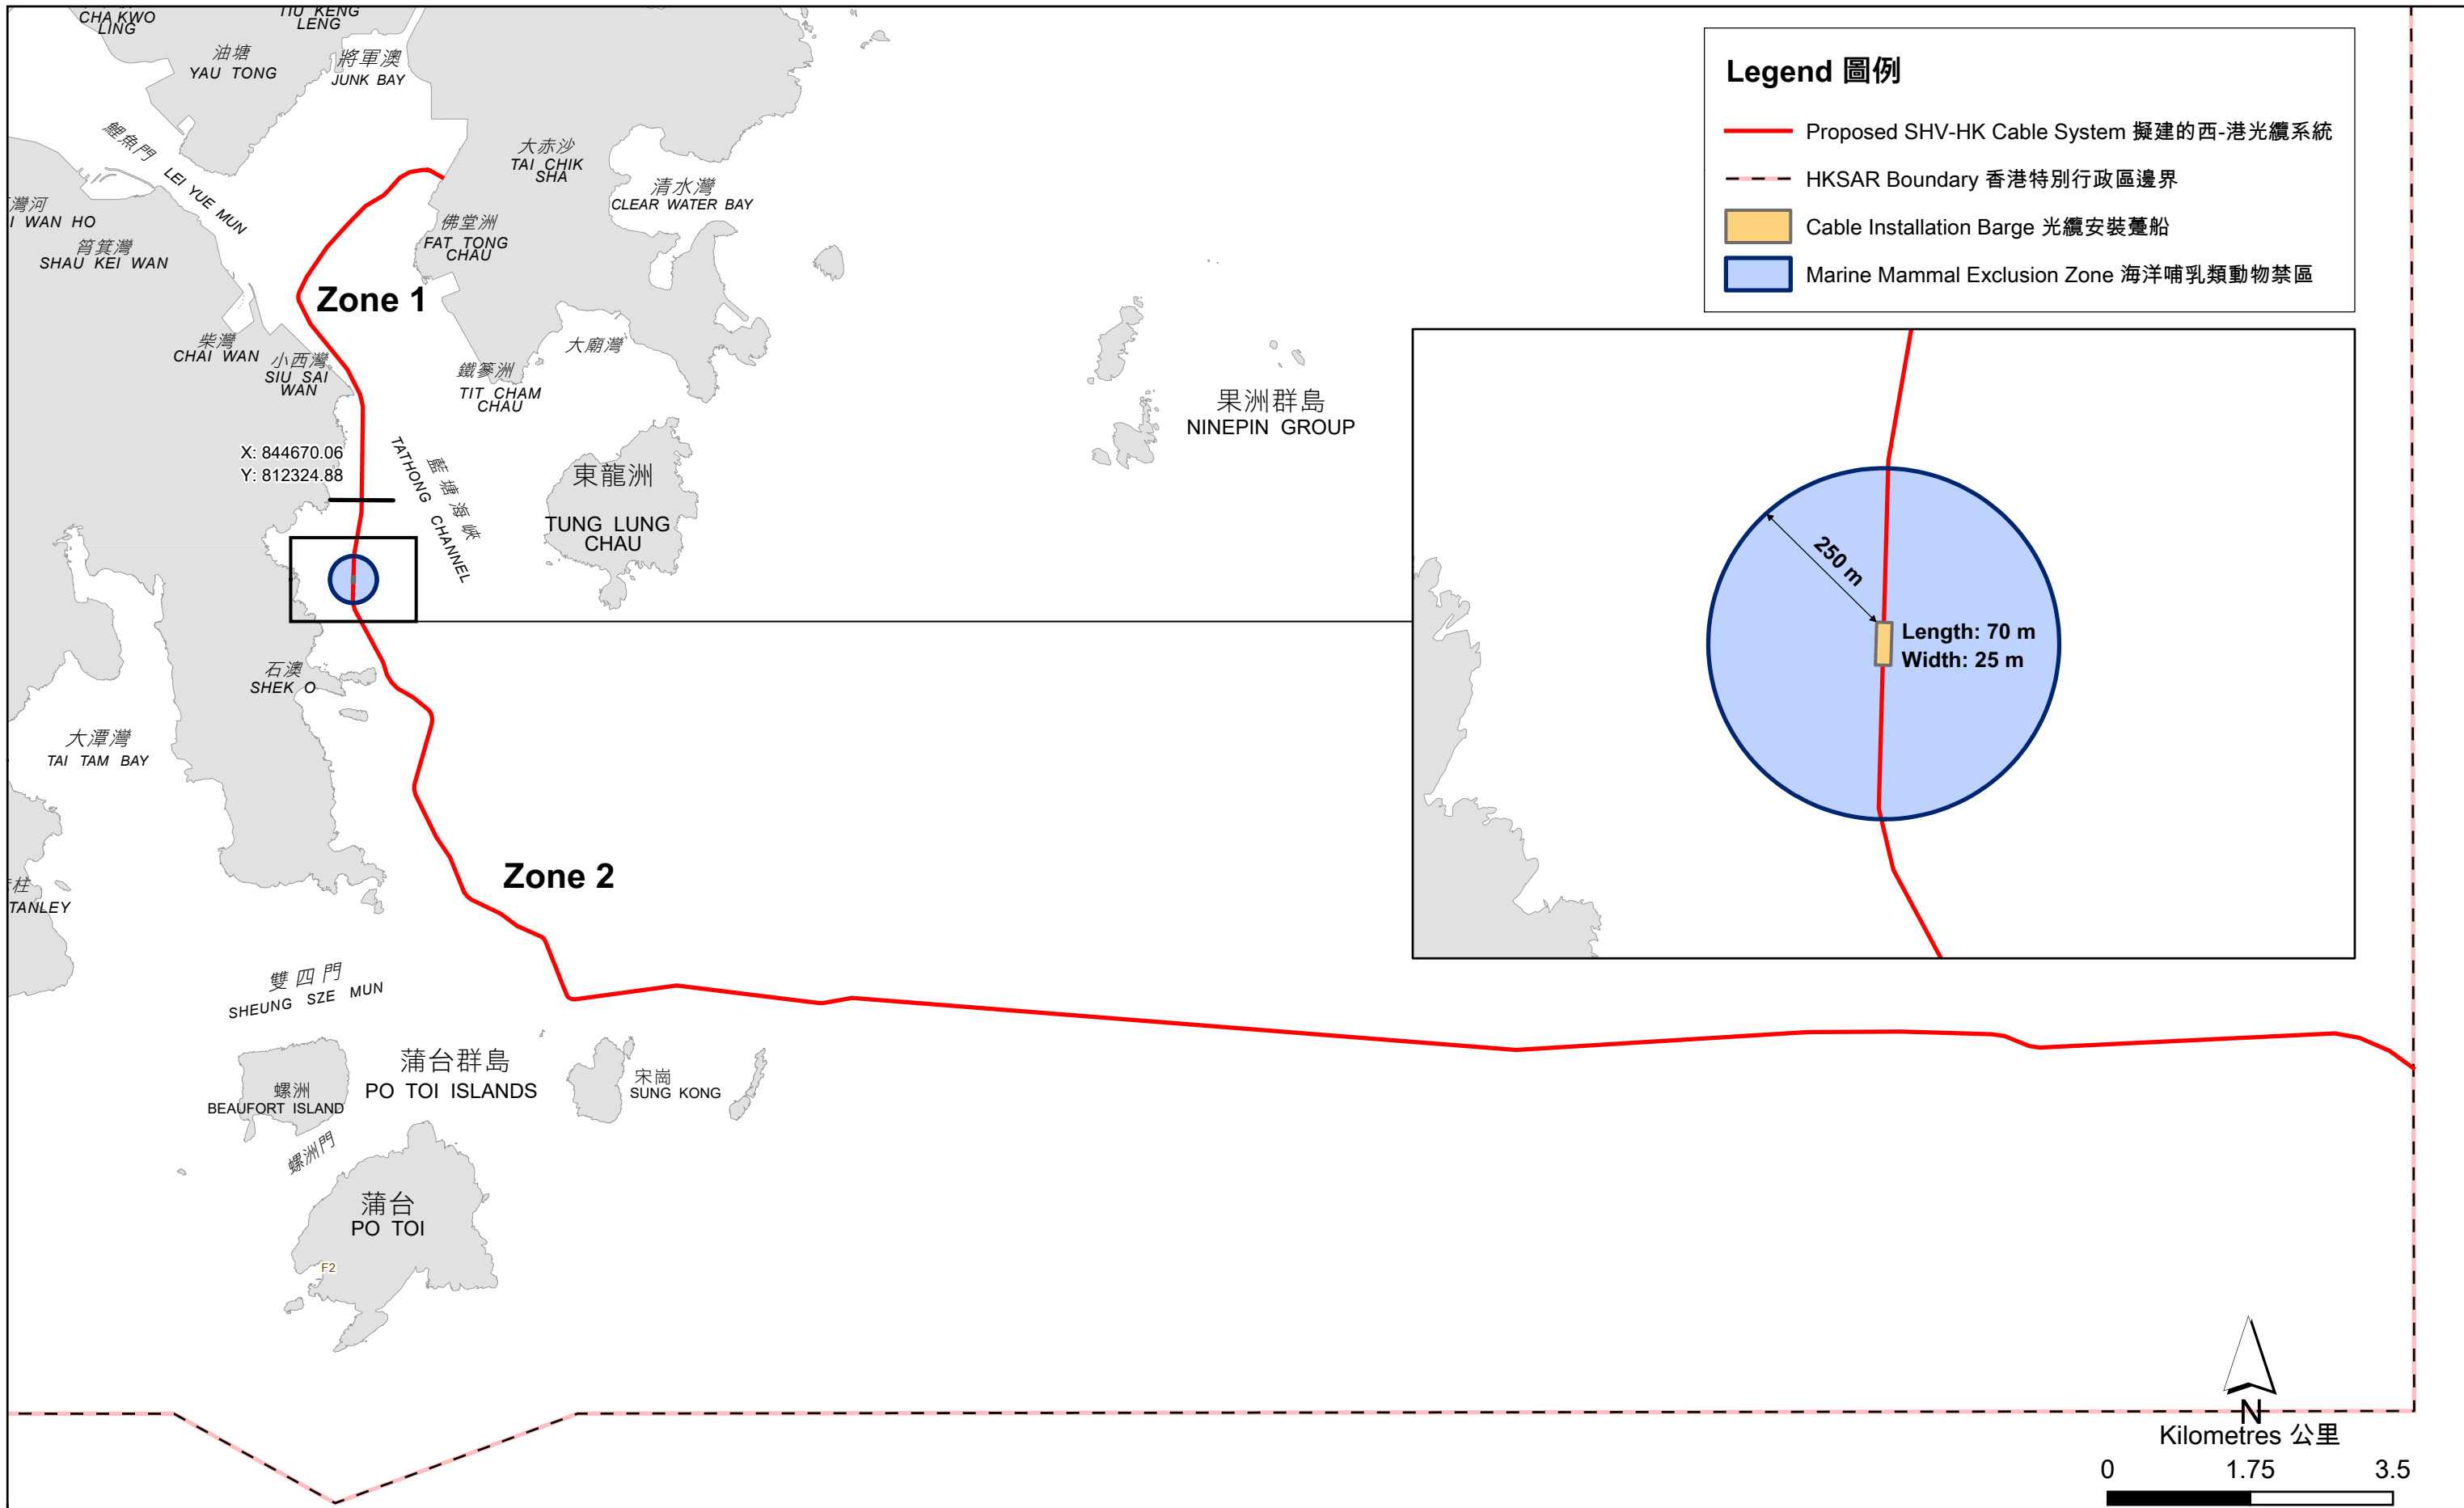 CHA KWO
LING
TIU KENG
LENG
油塘
YAU TONG
將軍澳
JUNK BAY
鯉魚門
LEI YUE MUN
大赤沙
TAI CHIK
SHA
清水灣
CLEAR WATER BAY
灣河
I WAN HO
筲箕灣
SHAU KEI WAN
佛堂洲
FAT TONG
CHAU
Zone 1
柴灣
CHAI WAN
小西灣
SIU SAI
WAN
大廟灣
鐵篸洲
TIT CHAM
CHAU
果洲群島
NINEPIN GROUP
X: 844670.06
Y: 812324.88
藍塘海峽
TATHONG CHANNEL
東龍洲
TUNG LUNG
CHAU
石澳
SHEK O
大潭灣
TAI TAM BAY
柱
TANLEY
Zone 2
雙四門
SHEUNG SZE MUN
螺洲
BEAUFORT ISLAND
蒲台群島
PO TOI ISLANDS
宋崗
SUNG KONG
螺洲門
蒲台
PO TOI
F2
Legend 圖例
Proposed SHV-HK Cable System 擬建的西-港光纜系統
HKSAR Boundary 香港特別行政區邊界
Cable Installation Barge 光纜安裝躉船
Marine Mammal Exclusion Zone 海洋哺乳類動物禁區
250 m
Length: 70 m
Width: 25 m
N
Kilometres 公里
0 1.75 3.5